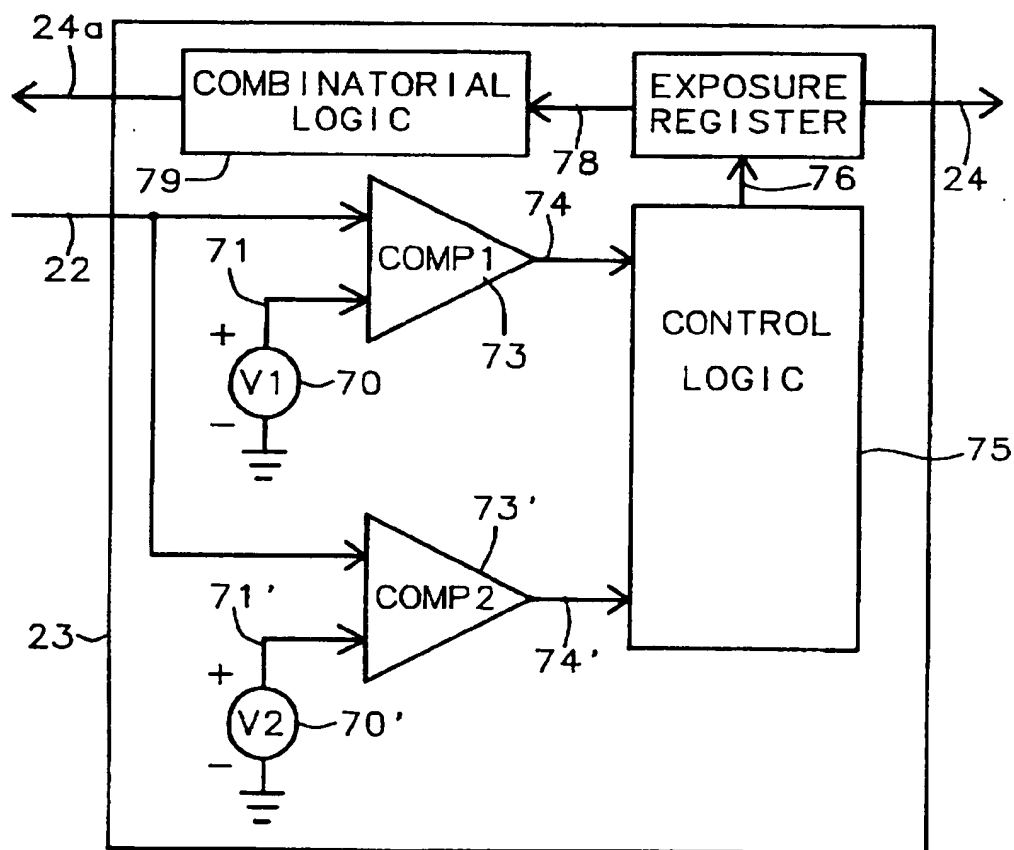 24a
COMBINATORIAL
LOGIC
EXPOSURE
REGISTER
79
78
76
24
22
71
COMP1
74
73
+
V1
70
-
CONTROL
LOGIC
75
73'
COMP2
74'
71'
23
+
V2
70'
-